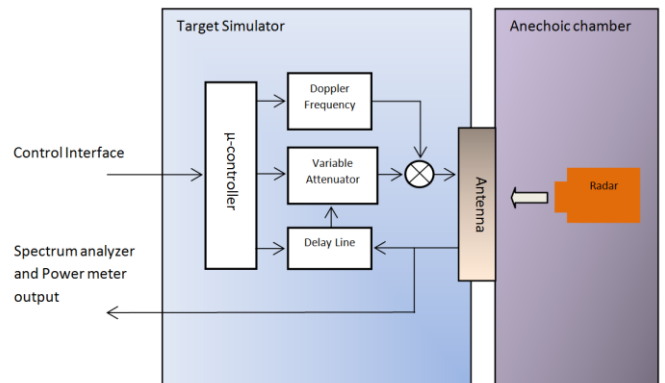 Target Simulator
Anechoic chamber
Doppler
Frequency
µ-controller
Control Interface
Variable
Attenuator
Antenna
Radar
Delay Line
Spectrum analyzer
and Power meter
output